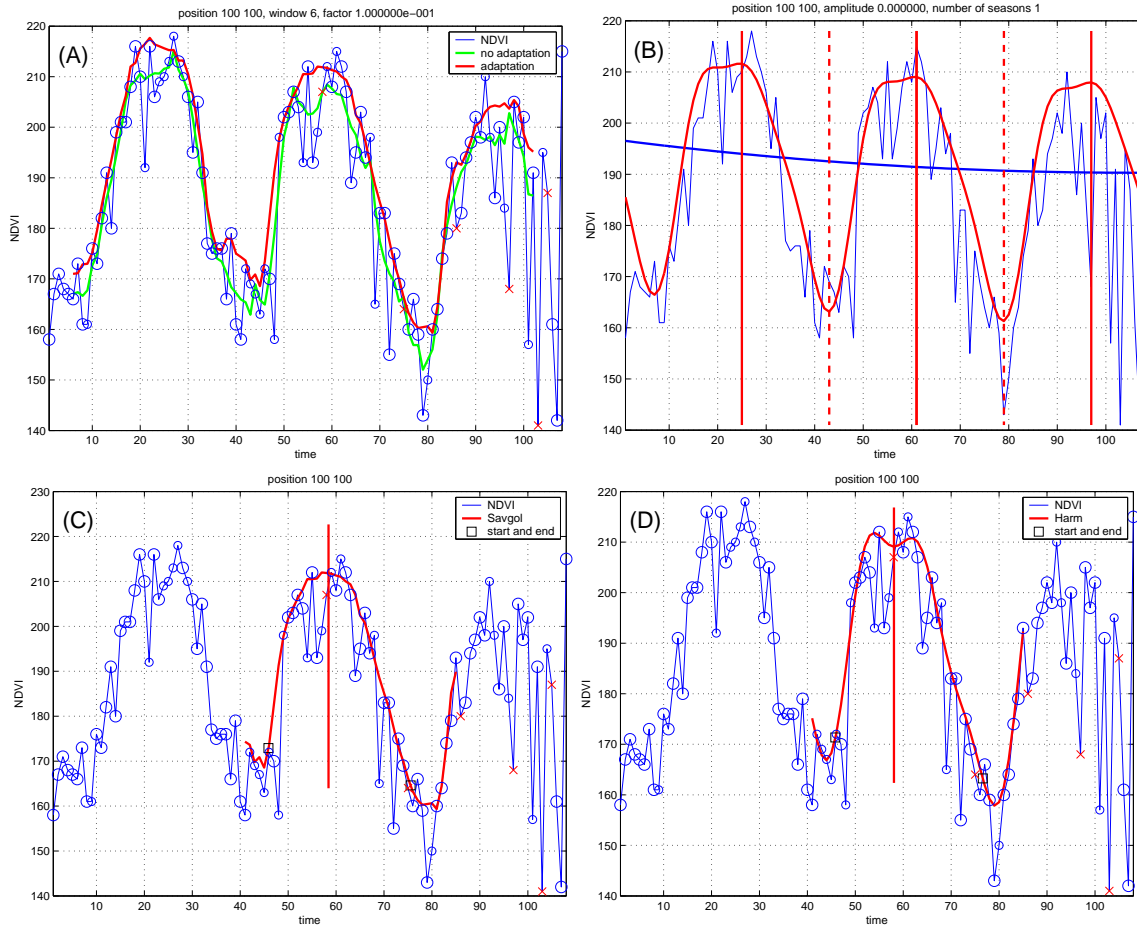 position 100 100, window 6, factor 1.000000e−001
(A)
NDVI
no adaptation
adaptation
220
210
200
190
180
170
160
150
140
NDVI
10 20 30 40 50 60 70 80 90 100
time
position 100 100, amplitude 0.000000, number of seasons 1
(B)
220
210
200
190
180
170
160
150
140
NDVI
10 20 30 40 50 60 70 80 90 100
time
position 100 100
(C)
NDVI
Savgol
start and end
230
220
210
200
190
180
170
160
150
140
NDVI
10 20 30 40 50 60 70 80 90 100
time
position 100 100
(D)
NDVI
Harm
start and end
220
210
200
190
180
170
160
150
140
NDVI
10 20 30 40 50 60 70 80 90 100
time